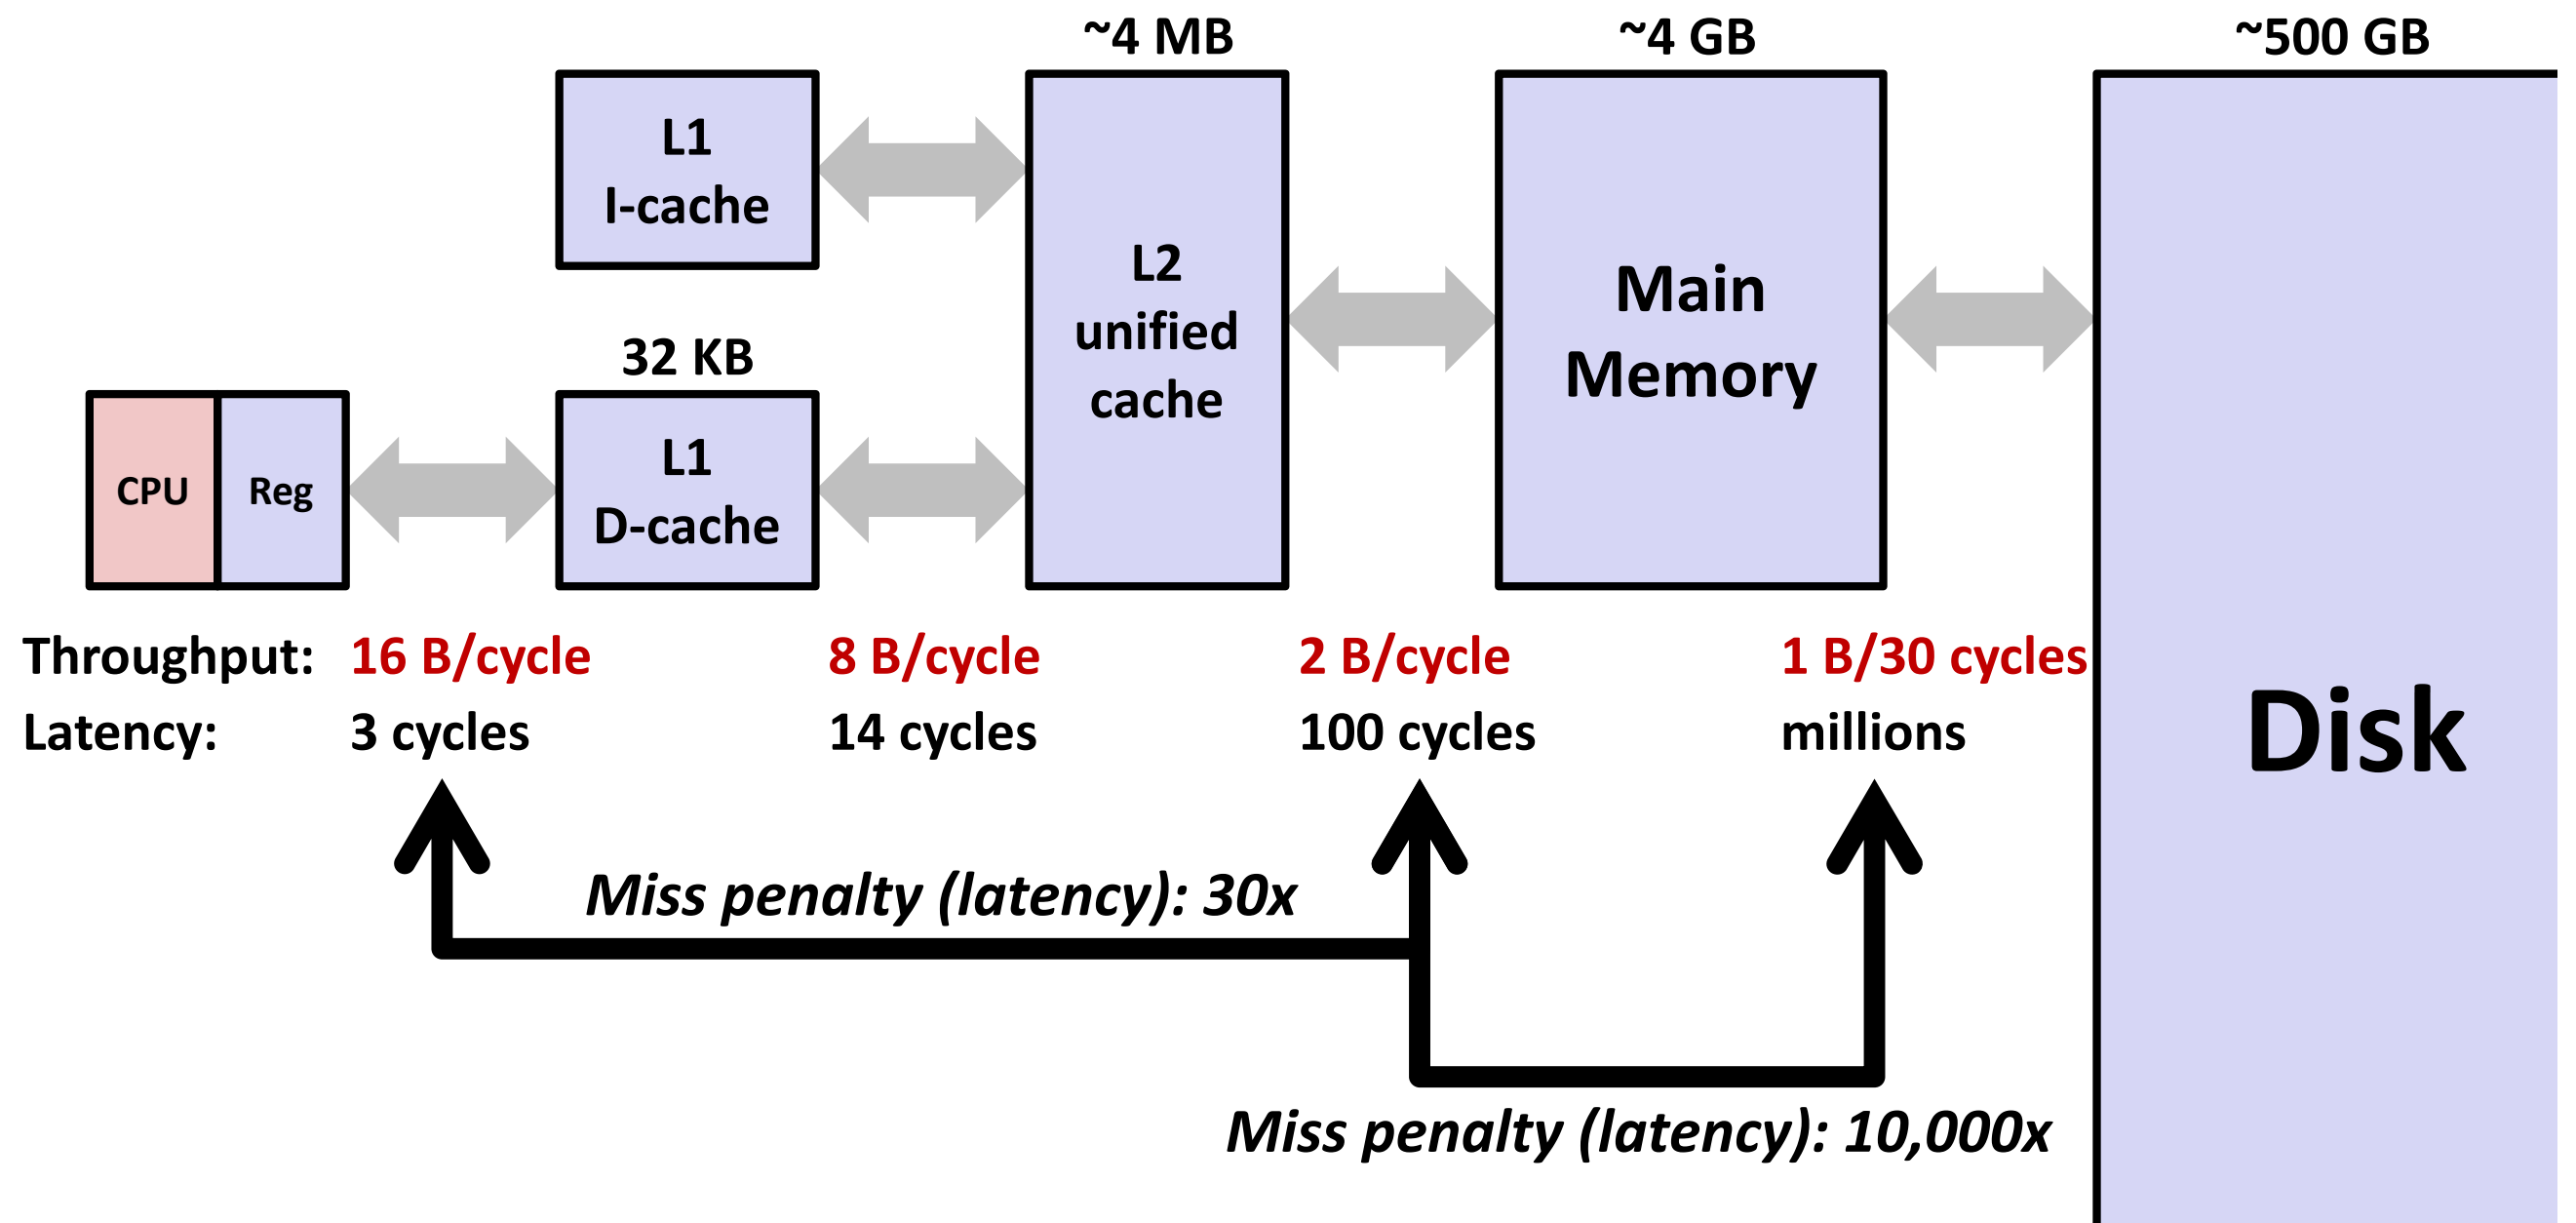 ~4 MB
~4 GB
~500 GB
L1
I-cache
L2
unified
cache
Main
Memory
32 KB
L1
D-cache
CPU
Reg
Throughput: 16 B/cycle 8 B/cycle 2 B/cycle 1 B/30 cycles
Latency: 3 cycles 14 cycles 100 cycles millions
Disk
Miss penalty (latency): 30x
Miss penalty (latency): 10,000x